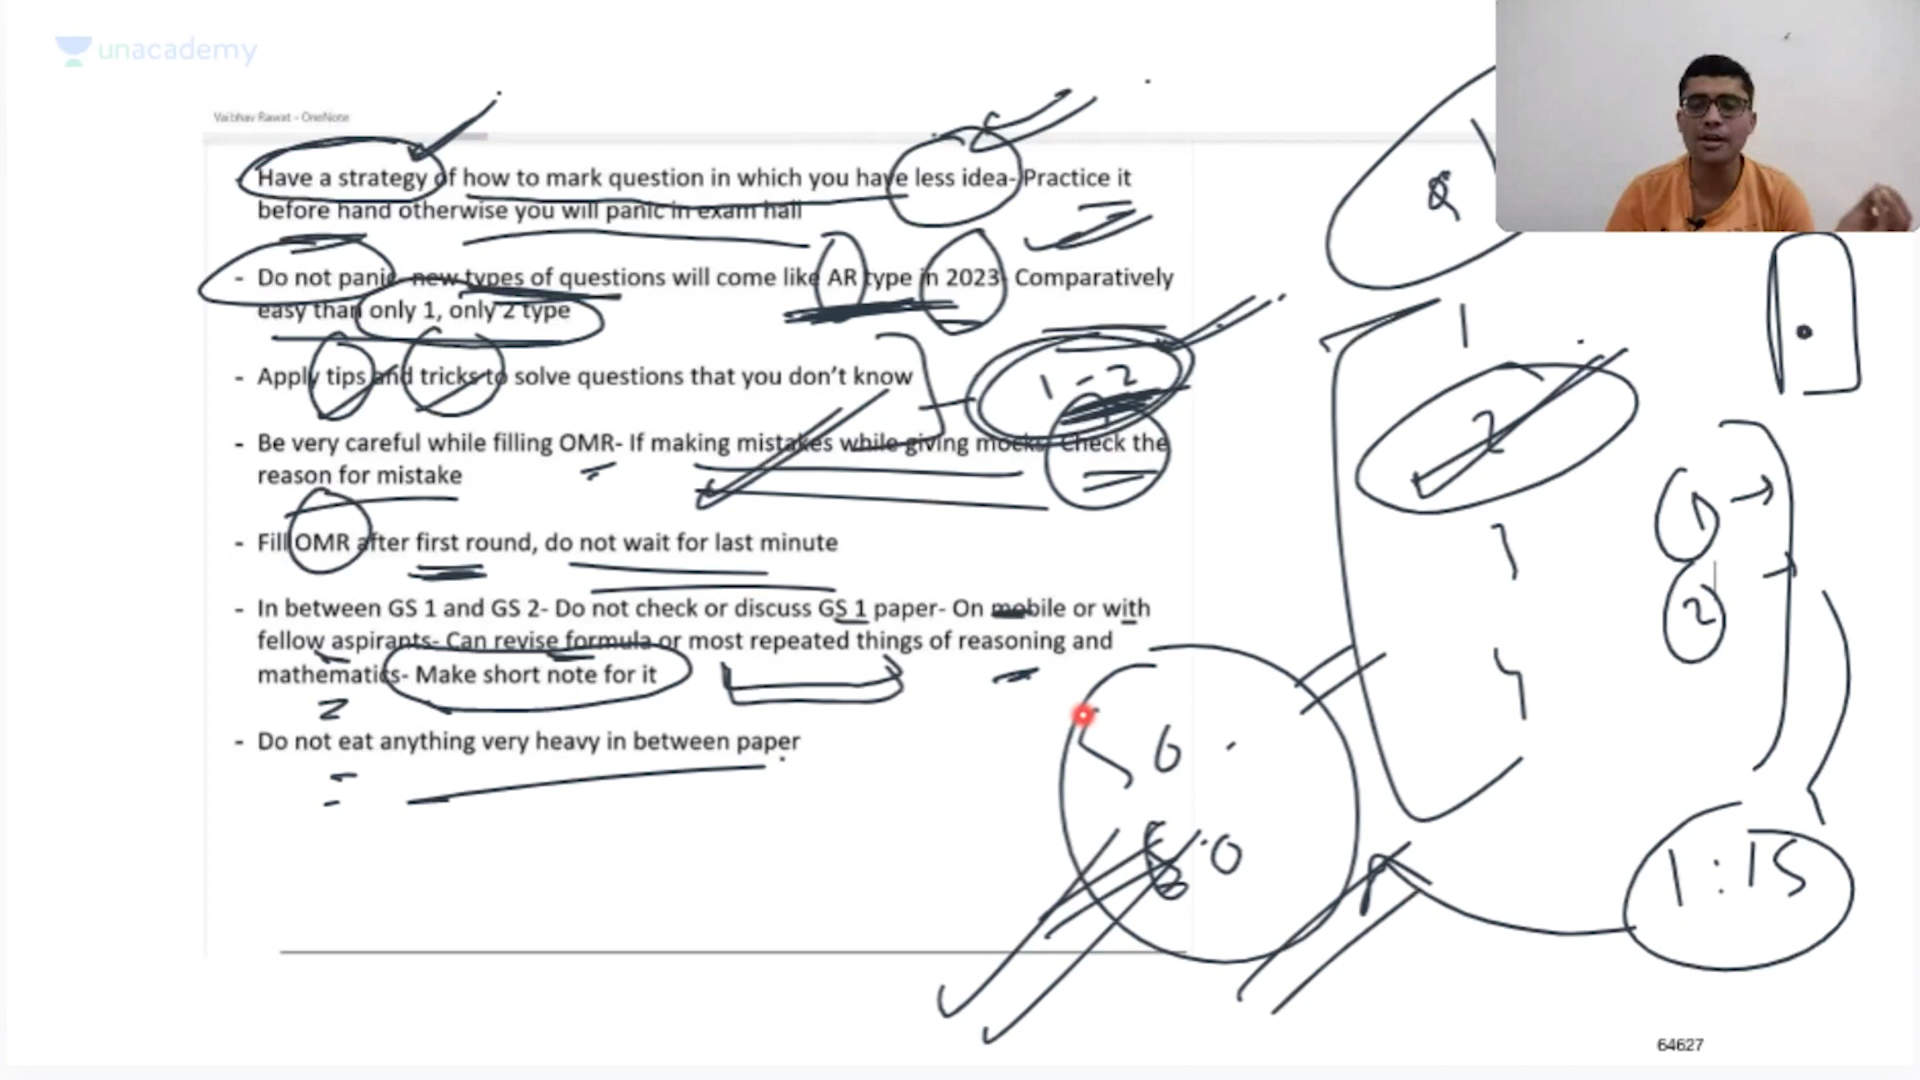 unacademy
Vaibhav Rawat - OneNote
Have a strategy of how to mark question in which you have less idea- Practice it
before hand otherwise you will panic in exam hall
- Do not panic- new types of questions will come like AR type in 2023- Comparatively
easy than only 1, only 2 type
- Apply tips and tricks to solve questions that you don't know
1-2
- Be very careful while filling OMR- If making mistakes while giving mocks- Check the
reason for mistake
- Fill OMR after first round, do not wait for last minute
- In between GS 1 and GS 2- Do not check or discuss GS 1 paper- On mobile or with
fellow aspirants- Can revise formula or most repeated things of reasoning and
mathematics- Make short note for it
- Do not eat anything very heavy in between paper
1
2
3
4
1
2
1:15
64627